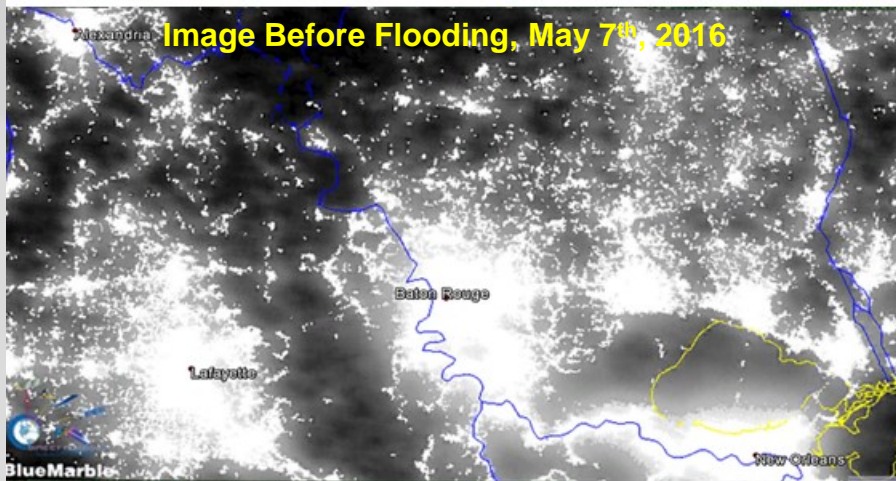 Image Before Flooding, May 7th, 2016
Alexandria
Baton Rouge
Lafayette
New Orleans
BlueMarble